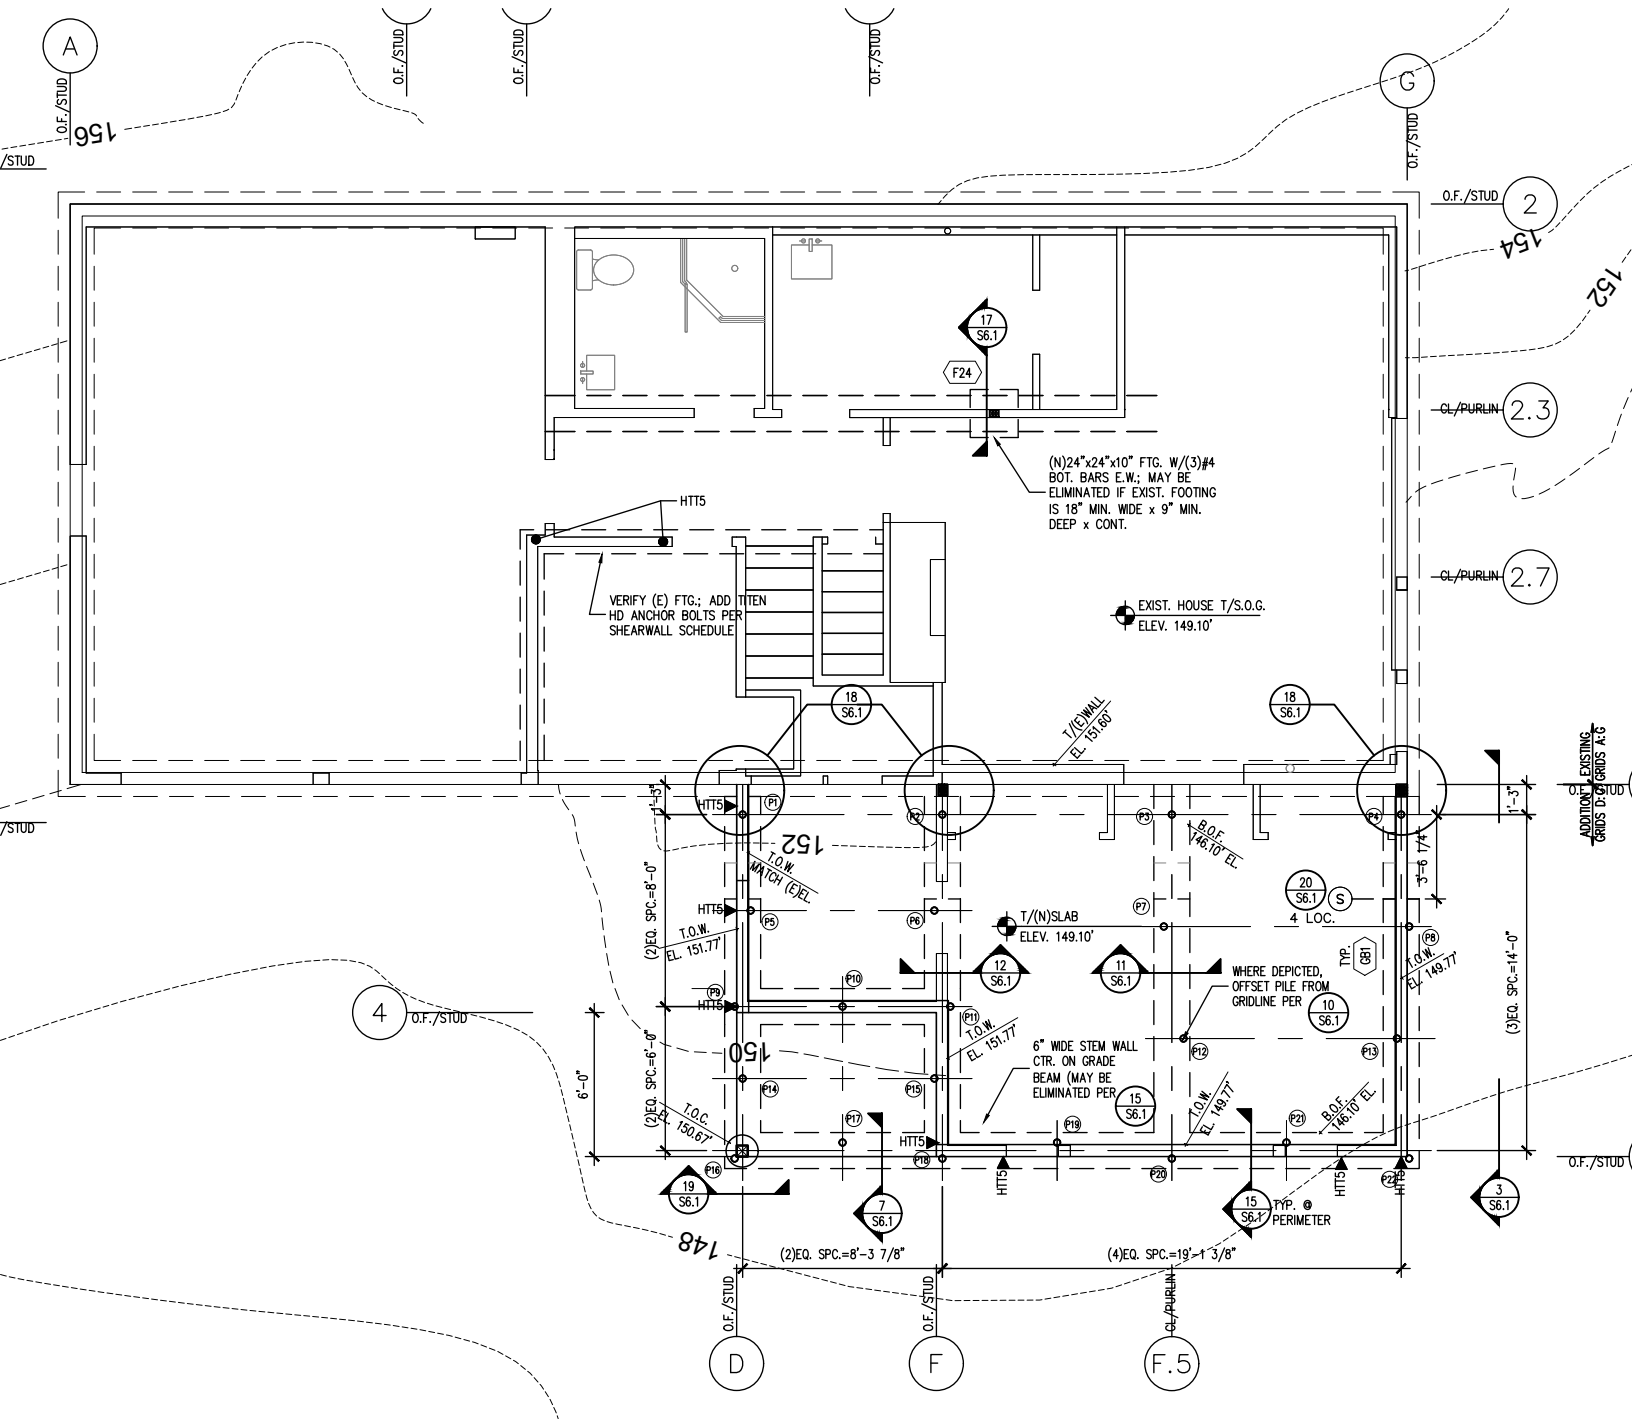 A
O.F./STUD
O.F./STUD
O.F./STUD
O.F./STUD
G
O.F./STUD
156
/STUD
O.F./STUD
2
154
152
17
S6.1
F24
CL/PURLIN
2.3
(N)24"x24"x10" FTG. W/(3)#4
BOT. BARS E.W.; MAY BE
ELIMINATED IF EXIST. FOOTING
IS 18" MIN. WIDE x 9" MIN.
DEEP x CONT.
HTT5
CL/PURLIN
2.7
VERIFY (E) FTG.; ADD TITEN
HD ANCHOR BOLTS PER
SHEARWALL SCHEDULE
EXIST. HOUSE T/S.O.G.
ELEV. 149.10'
18
S6.1
18
S6.1
T/(E)WALL
EL. 151.60'
ADDITION
EXISTING
GRIDS D:G
GRIDS A:G
O.F./STUD
/STUD
1'-3"
HTT5
P1
P2
P3
P4
1'-3"
152
B.O.F.
146.10' EL.
3'-6 1/4"
T.O.W.
MATCH (E)EL.
(2)EQ. SPC.=8'-0"
20
S6.1
S
4 LOC.
HTT5
P5
P6
P7
P8
T/(N)SLAB
ELEV. 149.10'
T.O.W.
EL. 151.77'
TYP.
GB1
T.O.W.
EL. 149.77'
12
S6.1
11
S6.1
WHERE DEPICTED,
OFFSET PILE FROM
GRIDLINE PER
10
S6.1
P9
P10
HTT5
P11
4
O.F./STUD
(3)EQ. SPC.=14'-0"
T.O.W.
EL. 151.77'
6" WIDE STEM WALL
CTR. ON GRADE
BEAM (MAY BE
ELIMINATED PER
15
S6.1
P12
P13
150
6'-0"
(2)EQ. SPC.=6'-0"
P14
P15
T.O.C.
EL. 150.67'
T.O.W.
EL. 149.77'
B.O.F.
146.10' EL.
P17
P19
P21
HTT5
P16
P18
P20
P22
O.F./STUD
HTT5
HTT5
HTT5
19
S6.1
7
S6.1
15
S6.1
TYP. @
PERIMETER
3
S6.1
148
(2)EQ. SPC.=8'-3 7/8"
(4)EQ. SPC.=19'-1 3/8"
O.F./STUD
O.F./STUD
CL/PURLIN
D
F
F.5